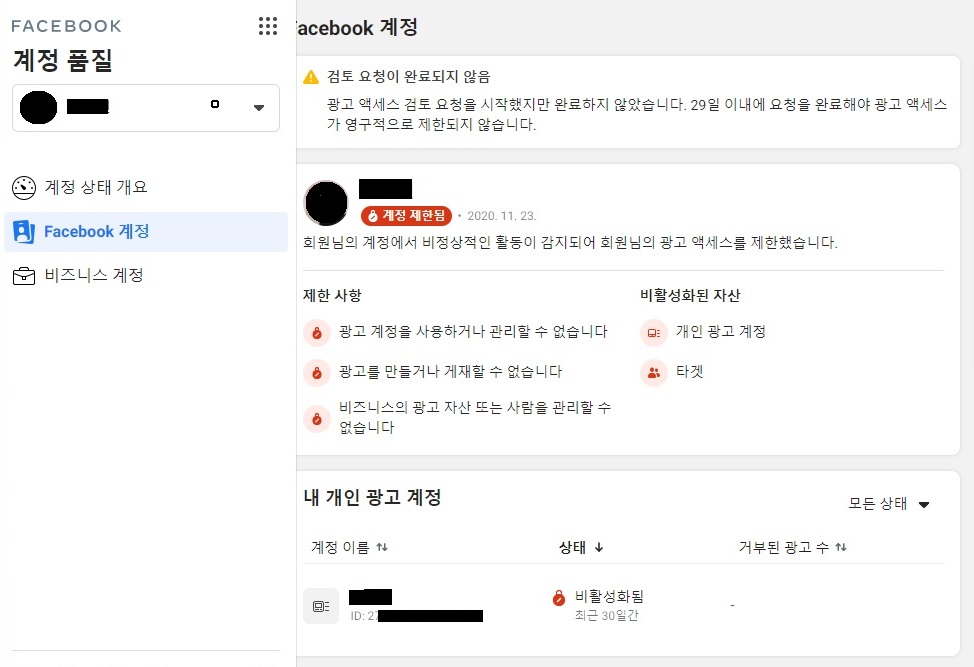 FACEBOOK
계정 품질
계정 상태 개요
Facebook 계정
비즈니스 계정
Facebook 계정
검토 요청이 완료되지 않음
광고 액세스 검토 요청을 시작했지만 완료하지 않았습니다. 29일 이내에 요청을 완료해야 광고 액세스
가 영구적으로 제한되지 않습니다.
계정 제한됨 • 2020. 11. 23.
회원님의 계정에서 비정상적인 활동이 감지되어 회원님의 광고 액세스를 제한했습니다.
제한 사항
광고 계정을 사용하거나 관리할 수 없습니다
광고를 만들거나 게재할 수 없습니다
비즈니스의 광고 자산 또는 사람을 관리할 수
없습니다
비활성화된 자산
개인 광고 계정
타겟
내 개인 광고 계정
모든 상태
계정 이름 상태 거부된 광고 수
ID: 27
비활성화됨
최근 30일간
-